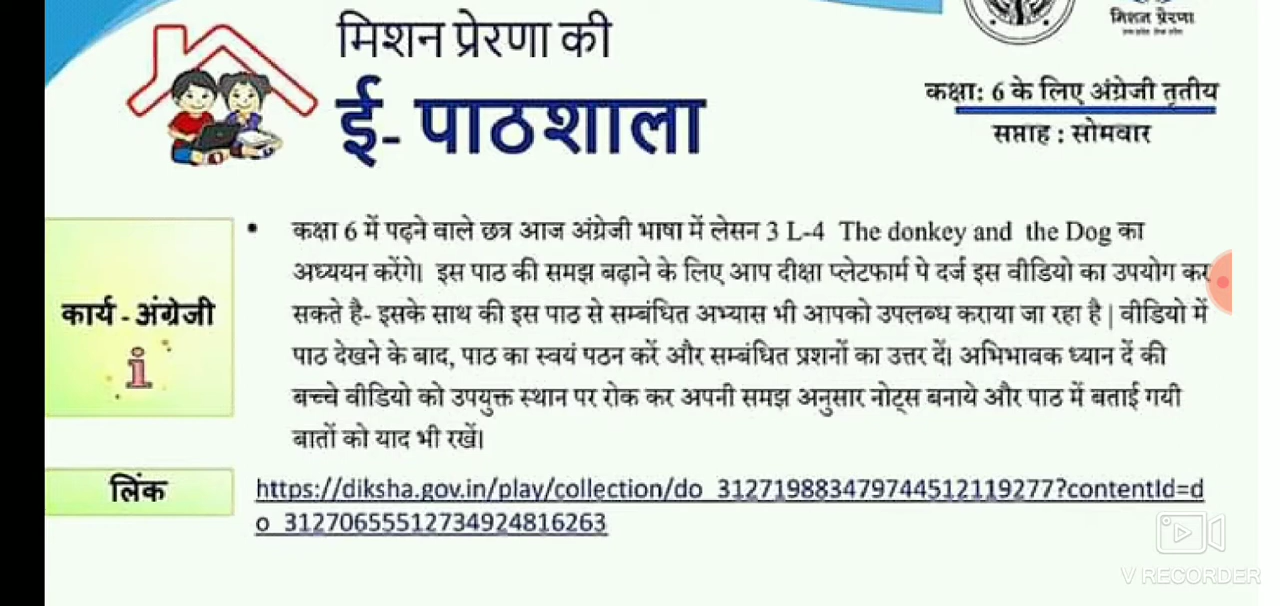 मिशन प्रेरणा की
ई- पाठशाला
मिशन प्रेरणा
कक्षा: 6 के लिए अंग्रेजी तृतीय
सप्ताह : सोमवार
कार्य - अंग्रेजी
i
• कक्षा 6 में पढ़ने वाले छत्र आज अंग्रेजी भाषा में लेसन 3 L-4 The donkey and the Dog का
अध्ययन करेंगे। इस पाठ की समझ बढ़ाने के लिए आप दीक्षा प्लेटफार्म पे दर्ज इस वीडियो का उपयोग कर
सकते है- इसके साथ की इस पाठ से सम्बंधित अभ्यास भी आपको उपलब्ध कराया जा रहा है | वीडियो में
पाठ देखने के बाद, पाठ का स्वयं पठन करें और सम्बंधित प्रशनों का उत्तर दें। अभिभावक ध्यान दें की
बच्चे वीडियो को उपयुक्त स्थान पर रोक कर अपनी समझ अनुसार नोट्स बनाये और पाठ में बताई गयी
बातों को याद भी रखें।
लिंक
https://diksha.gov.in/play/collection/do_312719883479744512119277?contentId=d
o_31270655512734924816263
V RECORDER